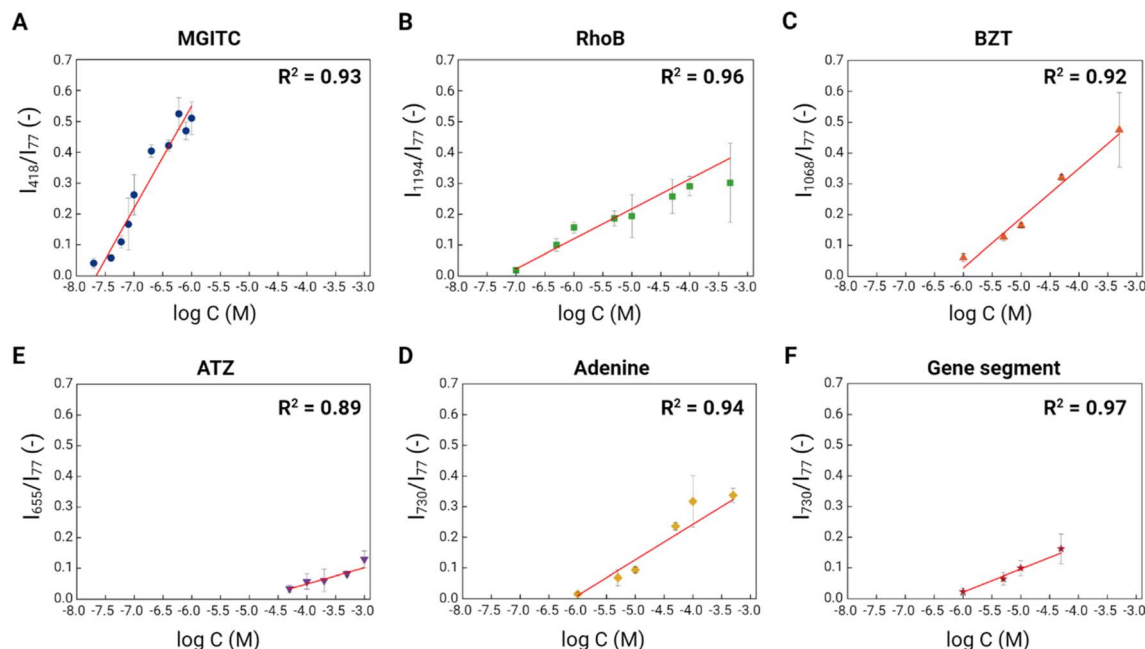 A
MGITC
R² = 0.93
I₄₁₈/I₇₇ (-)
0.7
0.6
0.5
0.4
0.3
0.2
0.1
0.0
-8.0 -7.5 -7.0 -6.5 -6.0 -5.5 -5.0 -4.5 -4.0 -3.5 -3.0
log C (M)
B
RhoB
R² = 0.96
I₁₁₉₄/I₇₇ (-)
0.7
0.6
0.5
0.4
0.3
0.2
0.1
0.0
-8.0 -7.5 -7.0 -6.5 -6.0 -5.5 -5.0 -4.5 -4.0 -3.5 -3.0
log C (M)
C
BZT
R² = 0.92
I₁₀₆₈/I₇₇ (-)
0.7
0.6
0.5
0.4
0.3
0.2
0.1
0.0
-8.0 -7.5 -7.0 -6.5 -6.0 -5.5 -5.0 -4.5 -4.0 -3.5 -3.0
log C (M)
E
ATZ
R² = 0.89
I₆₅₅/I₇₇ (-)
0.7
0.6
0.5
0.4
0.3
0.2
0.1
0.0
-8.0 -7.5 -7.0 -6.5 -6.0 -5.5 -5.0 -4.5 -4.0 -3.5 -3.0
log C (M)
D
Adenine
R² = 0.94
I₇₃₀/I₇₇ (-)
0.7
0.6
0.5
0.4
0.3
0.2
0.1
0.0
-8.0 -7.5 -7.0 -6.5 -6.0 -5.5 -5.0 -4.5 -4.0 -3.5 -3.0
log C (M)
F
Gene segment
R² = 0.97
I₇₃₀/I₇₇ (-)
0.7
0.6
0.5
0.4
0.3
0.2
0.1
0.0
-8.0 -7.5 -7.0 -6.5 -6.0 -5.5 -5.0 -4.5 -4.0 -3.5 -3.0
log C (M)